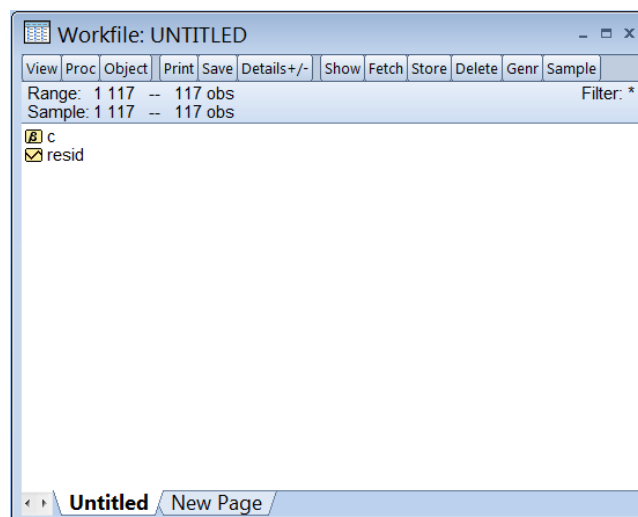 Workfile: UNTITLED
View Proc Object Print Save Details+/- Show Fetch Store Delete Genr Sample
Range: 1 117 -- 117 obs Filter: *
Sample: 1 117 -- 117 obs
β c
resid
Untitled New Page